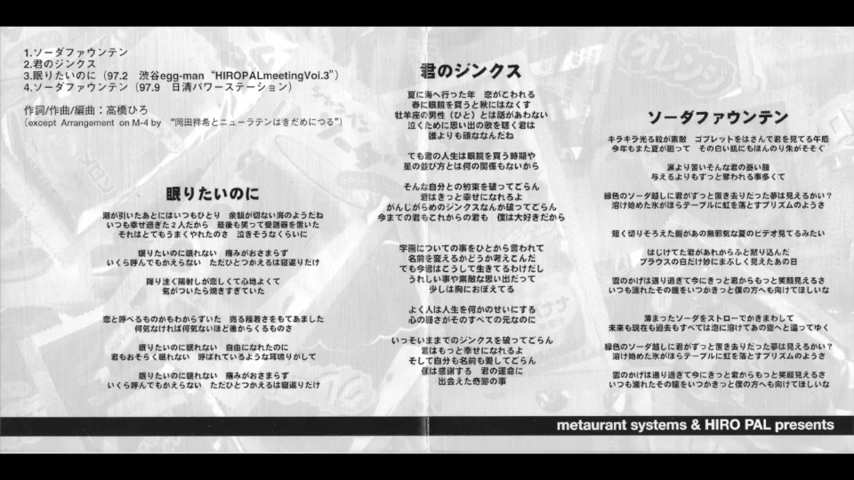 1.ソーダファウンテン
2.君のジンクス
3.眠りたいのに（97.2　渋谷egg-man “HIROPALmeetingVol.3”）
4.ソーダファウンテン（97.9　日清パワーステーション）
作詞/作曲/編曲：高橋ひろ
（except Arrangement on M-4 by “岡田祥希とニューラテンはきだめにつる”）
眠りたいのに
潮が引いたあとにはいつもひとり　余韻が切ない海のようだね
いつも幸せ過ぎた2人だから　最後も笑って受話器を置いた
それはとてもうまくやれたのさ　泣きそうなくらいに
眠りたいのに眠れない　痛みがおさまらず
いくら呼んでもかえらない　ただひとつかえるは寝返りだけ
降り注ぐ陽射しが恋しくて心地よくて
気がついたら焼きすぎていた
恋と呼べるものかもわからずいた　売る程若さをもてあました
何気なければ何気ないほど後からくるものさ
眠りたいのに眠れない　自由になれたのに
君もおそらく眠れない　呼ばれているような耳鳴りがして
眠りたいのに眠れない　痛みがおさまらず
いくら呼んでもかえらない　ただひとつかえるは寝返りだけ
君のジンクス
夏に海へ行った年　恋がこわれる
春に眼鏡を買うと秋にはなくす
牡羊座の男性（ひと）とは話があわない
泣くために思い出の歌を聴く君は
誰よりも頑ななんだね
でも君の人生は眼鏡を買う時期や
星の並び方とは何の関係もないから
そんな自分との約束を破ってごらん
君はきっと幸せになれるよ
がんじがらめのジンクスなんか破ってごらん
今までの君もこれからの君も　僕は大好きだから
字画についての事をひとから言われて
名前を変えるかどうか考えこんだ
でも今君はこうして生きてるわけだし
うれしい事や素敵な思い出だって
少しは胸におぼえてる
よく人は人生を何かのせいにする
心の弱さがそのすべての元なのに
いっそいままでのジンクスを破ってごらん
君はもっと幸せになれるよ
そして自分も名前も愛してごらん
僕は感謝する　君の運命に
出会えた奇跡の事
ソーダファウンテン
キラキラ光る粒が素敵　ゴブレットをはさんで君を見てる午后
今年もまた夏が廻って　その白い肌にもほんのり朱がそそぐ
涙より苦いそんな君の憂い顔
与えるよりもずっと奪われる事多くて
緑色のソーダ越しに君がずっと置き去りだった夢は見えるかい？
溶け始めた氷がほらテーブルに虹を落とすプリズムのようさ
短く切りそろえた髪があの無邪気な夏のビデオ見てるみたい
はじけてた君があれからふと黙り込んだ
ブラウスの白だけ妙にまぶしく見えたあの日
雲のかげは通り過ぎて今にきっと君からもっと笑顔見えるさ
いつも濡れたその瞳をいつかきっと僕の方へも向けてほしいな
薄まったソーダをストローでかきまわして
未来も現在も過去もすべては泡に溶けてあの空へと還ってゆく
緑色のソーダ越しに君がずっと置き去りだった夢は見えるかい？
溶け始めた氷がほらテーブルに虹を落とすプリズムのようさ
雲のかげは通り過ぎて今にきっと君からもっと笑顔見えるさ
いつも濡れたその瞳をいつかきっと僕の方へも向けてほしいな
metaurant systems & HIRO PAL presents